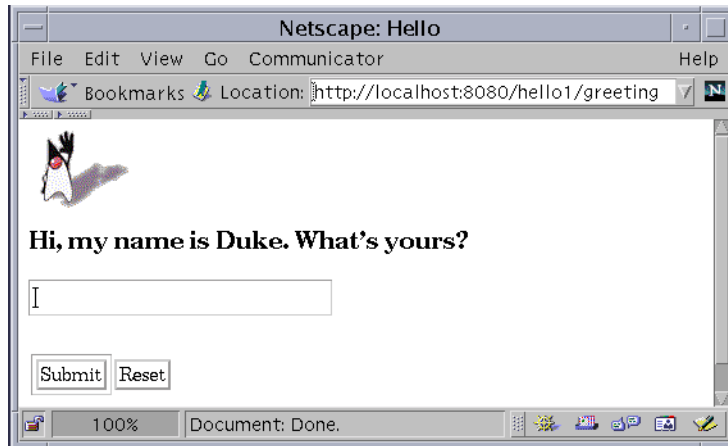 Netscape: Hello
File Edit View Go Communicator Help
Bookmarks Location: http://localhost:8080/hello1/greeting N
Hi, my name is Duke. What's yours?
Submit Reset
100% Document: Done.